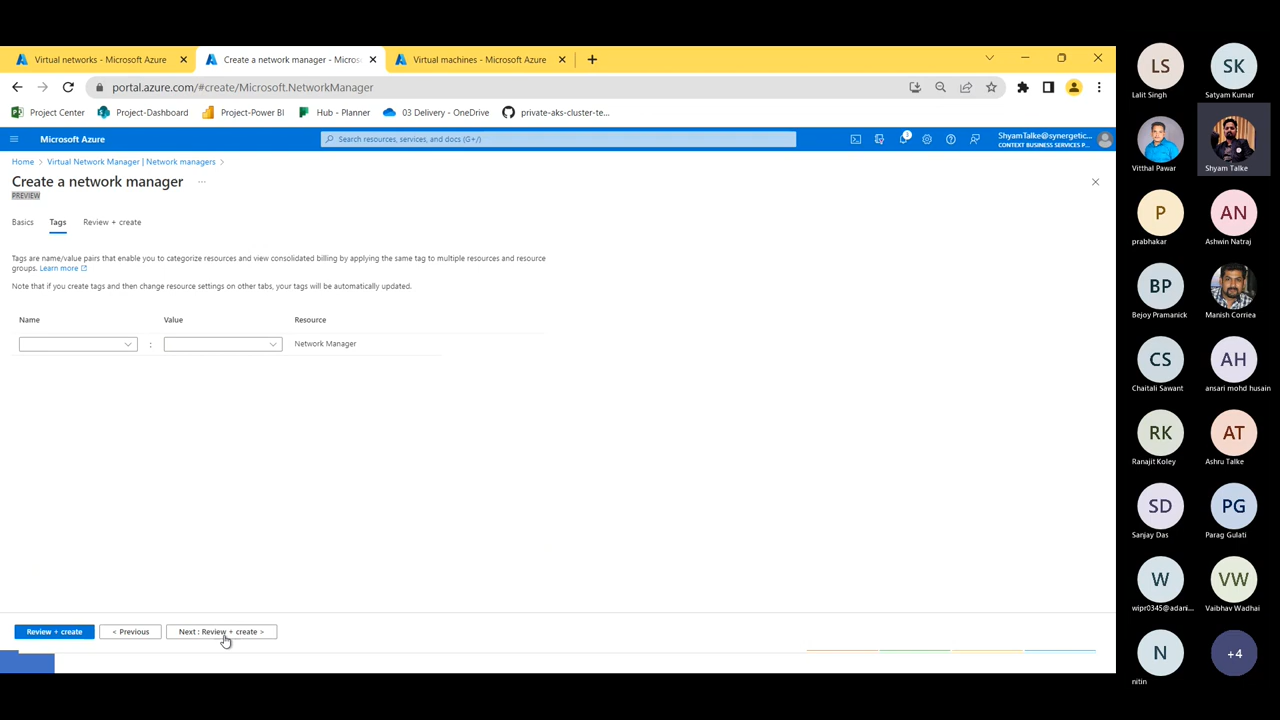 Virtual networks - Microsoft Azure
Create a network manager - Micros
Virtual machines - Microsoft Azure
portal.azure.com/#create/Microsoft.NetworkManager
Project Center
Project-Dashboard
Project-Power BI
Hub - Planner
03 Delivery - OneDrive
private-aks-cluster-te...
Microsoft Azure
Search resources, services, and docs (G+/)
ShyamTalke@synergetic...
CONTEXT BUSINESS SERVICES P...
Home > Virtual Network Manager | Network managers >
Create a network manager ...
PREVIEW
Basics Tags Review + create
Tags are name/value pairs that enable you to categorize resources and view consolidated billing by applying the same tag to multiple resources and resource
groups. Learn more
Note that if you create tags and then change resource settings on other tabs, your tags will be automatically updated.
Name Value Resource
: Network Manager
Review + create
< Previous
Next : Review + create >
LS SK
Lalit Singh Satyam Kumar
Vitthal Pawar Shyam Talke
P AN
prabhakar Ashwin Natraj
BP
Bejoy Pramanick Manish Corriea
CS AH
Chaitali Sawant ansari mohd husain
RK AT
Ranajit Koley Ashru Talke
SD PG
Sanjay Das Parag Gulati
W VW
wipr0345@adani... Vaibhav Wadhai
N +4
nitin